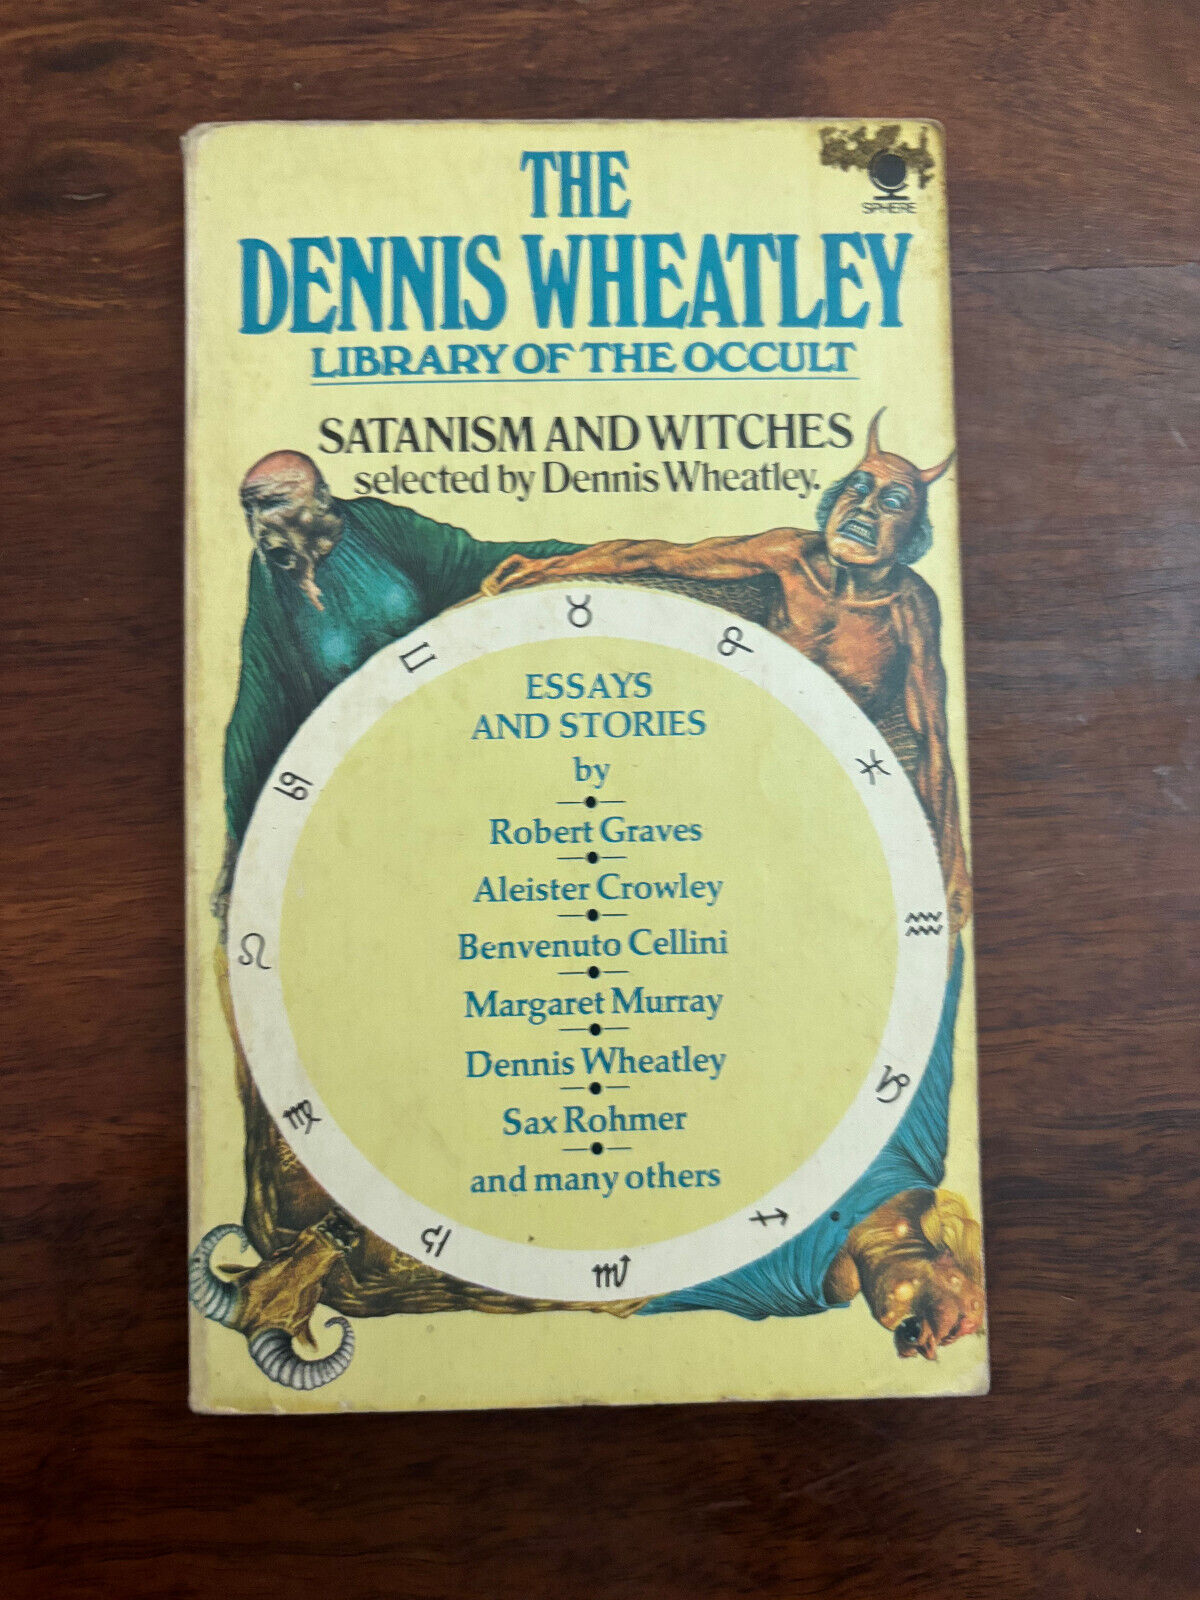 SPHERE
THE
DENNIS WHEATLEY
LIBRARY OF THE OCCULT
SATANISM AND WITCHES
selected by Dennis Wheatley.
ESSAYS
AND STORIES
by
Robert Graves
Aleister Crowley
Benvenuto Cellini
Margaret Murray
Dennis Wheatley
Sax Rohmer
and many others